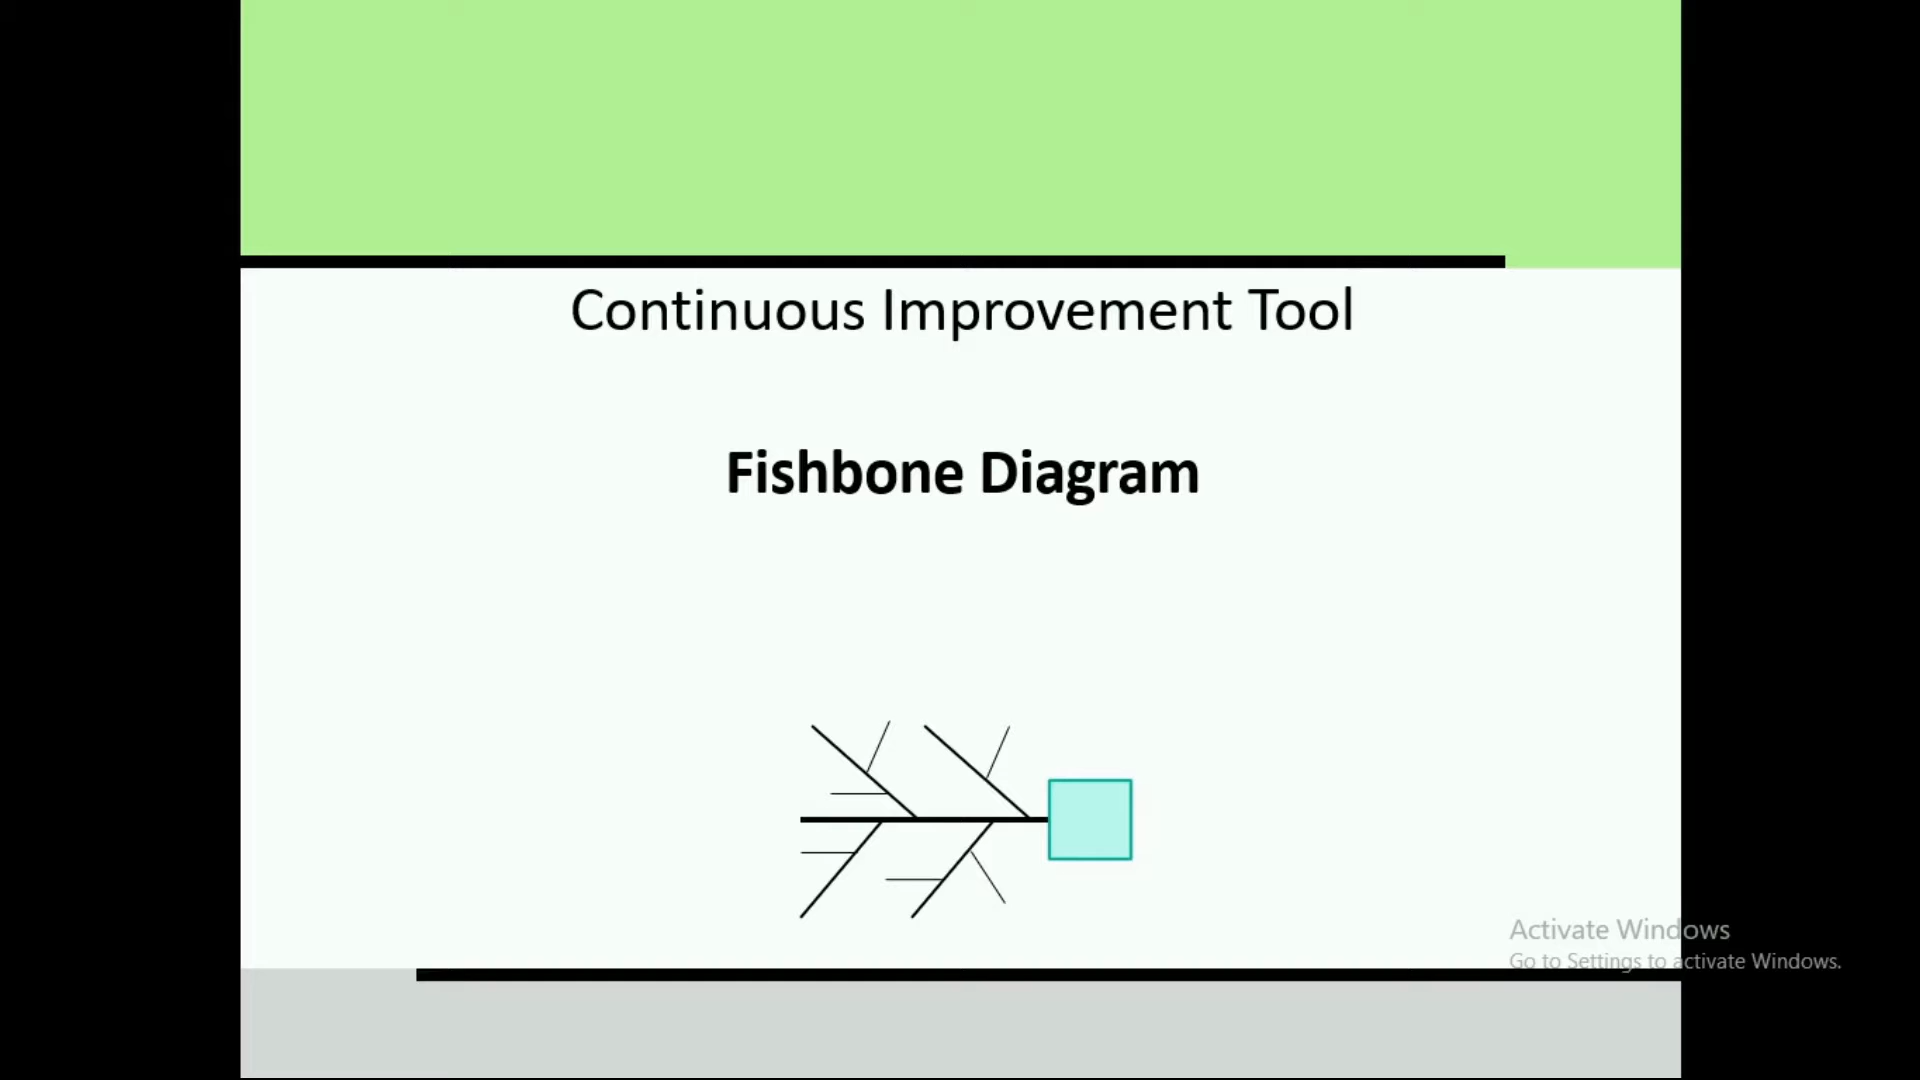 Continuous Improvement Tool
Fishbone Diagram
Activate Windows
Go to Settings to activate Windows.